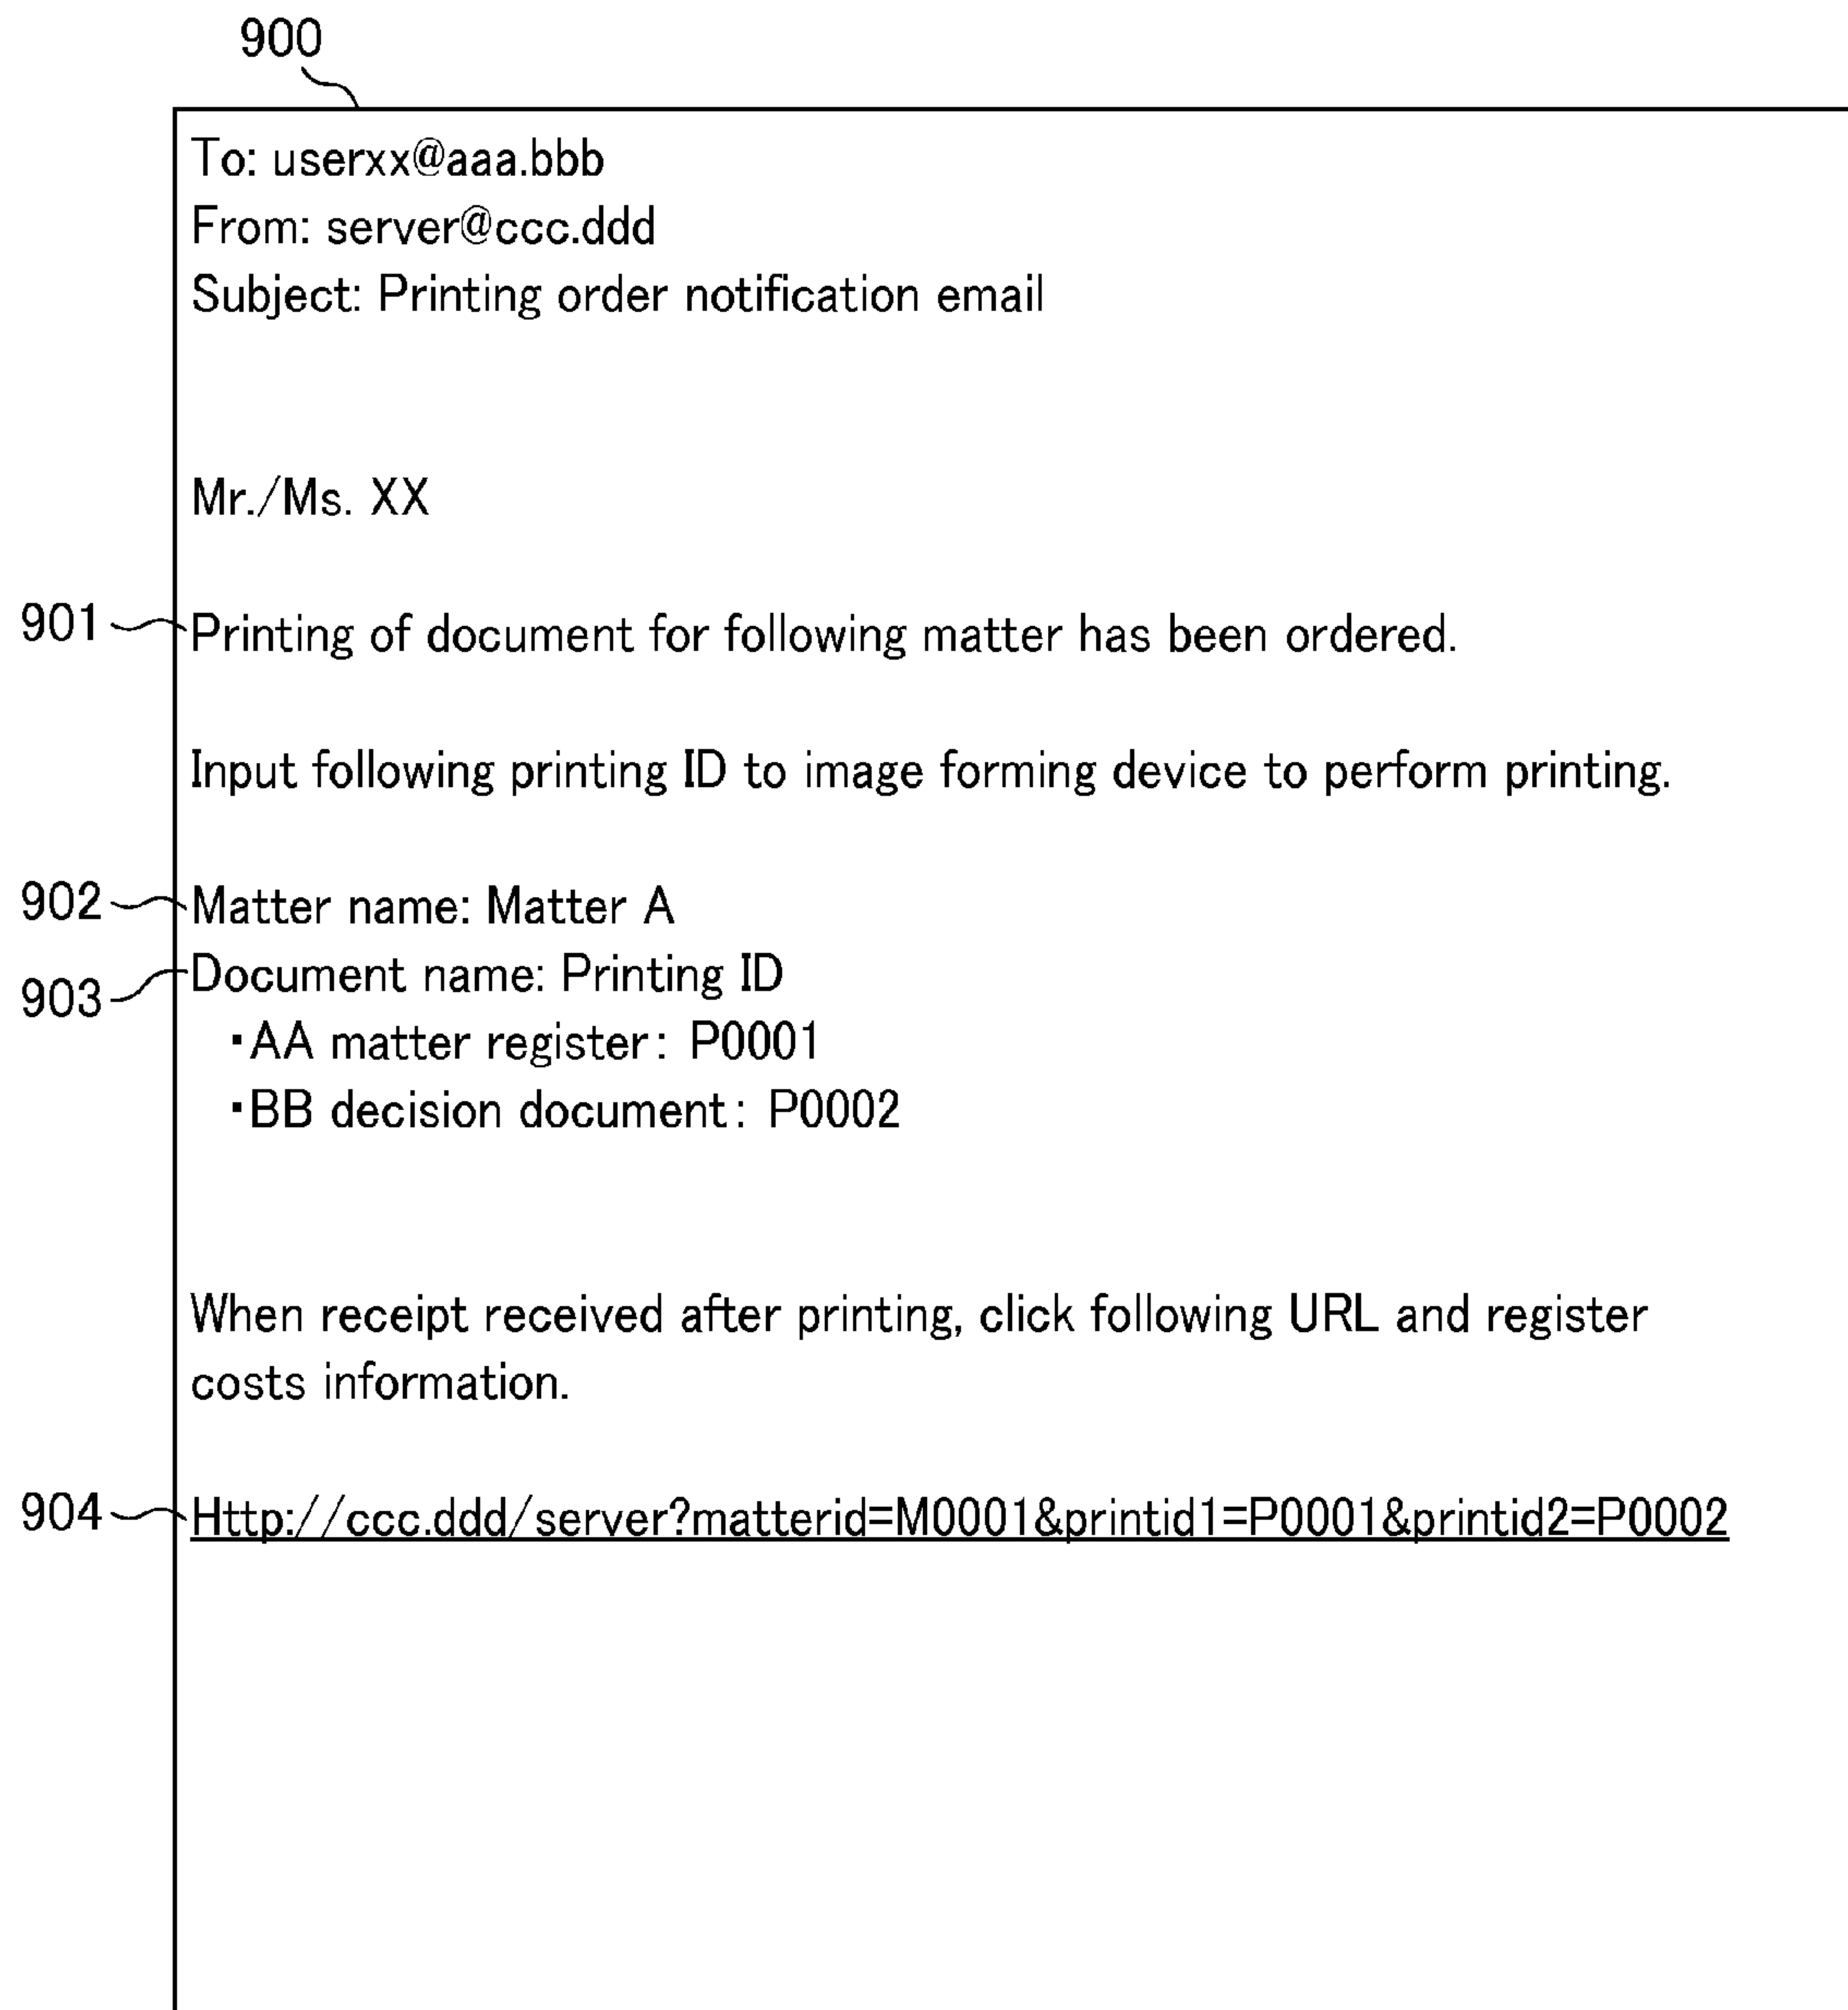 900
To: userxx@aaa.bbb
From: server@ccc.ddd
Subject: Printing order notification email
Mr./Ms. XX
901 Printing of document for following matter has been ordered.
Input following printing ID to image forming device to perform printing.
902 Matter name: Matter A
903 Document name: Printing ID
・AA matter register: P0001
・BB decision document: P0002
When receipt received after printing, click following URL and register
costs information.
904 Http://ccc.ddd/server?matterid=M0001&printid1=P0001&printid2=P0002